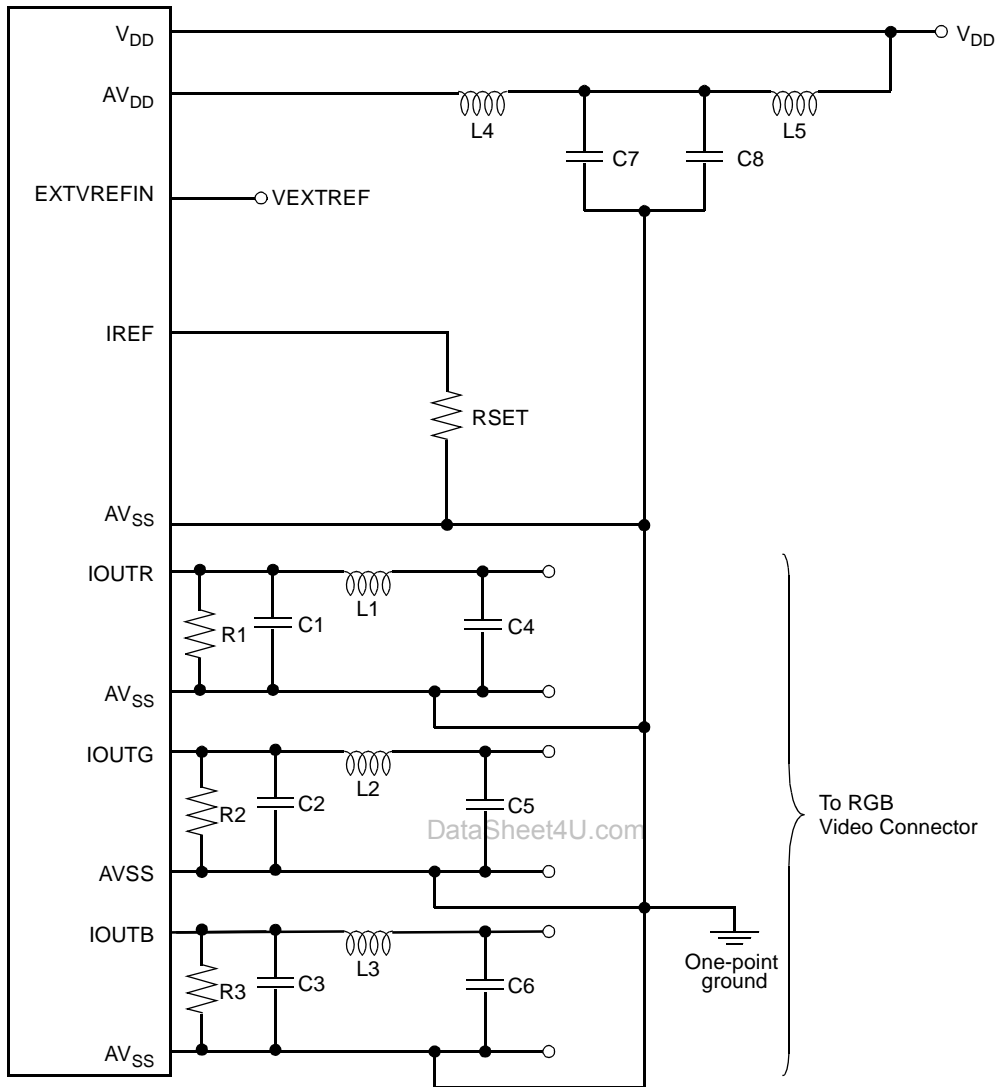 VDD
VDD
AVDD
L4
L5
C7
C8
EXTVREFIN
VEXTREF
IREF
RSET
AVSS
IOUTR
L1
R1
C1
C4
AVSS
IOUTG
L2
R2
C2
C5
To RGB
Video Connector
DataSheet4U.com
AVSS
IOUTB
L3
R3
C3
C6
One-point
ground
AVSS